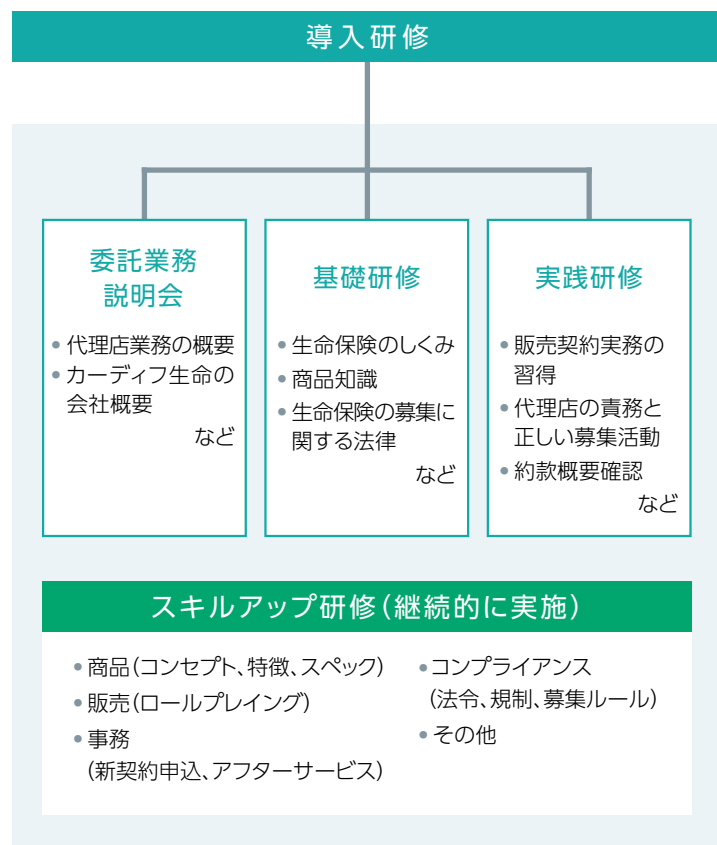 導入研修
委託業務
説明会
• 代理店業務の概要
• カーディフ生命の
会社概要
など
基礎研修
• 生命保険のしくみ
• 商品知識
• 生命保険の募集に
関する法律
など
実践研修
• 販売契約実務の
習得
• 代理店の責務と
正しい募集活動
• 約款概要確認
など
スキルアップ研修(継続的に実施)
• 商品(コンセプト、特徴、スペック)
• 販売(ロールプレイング)
• 事務
(新契約申込、アフターサービス)
• コンプライアンス
(法令、規制、募集ルール)
• その他